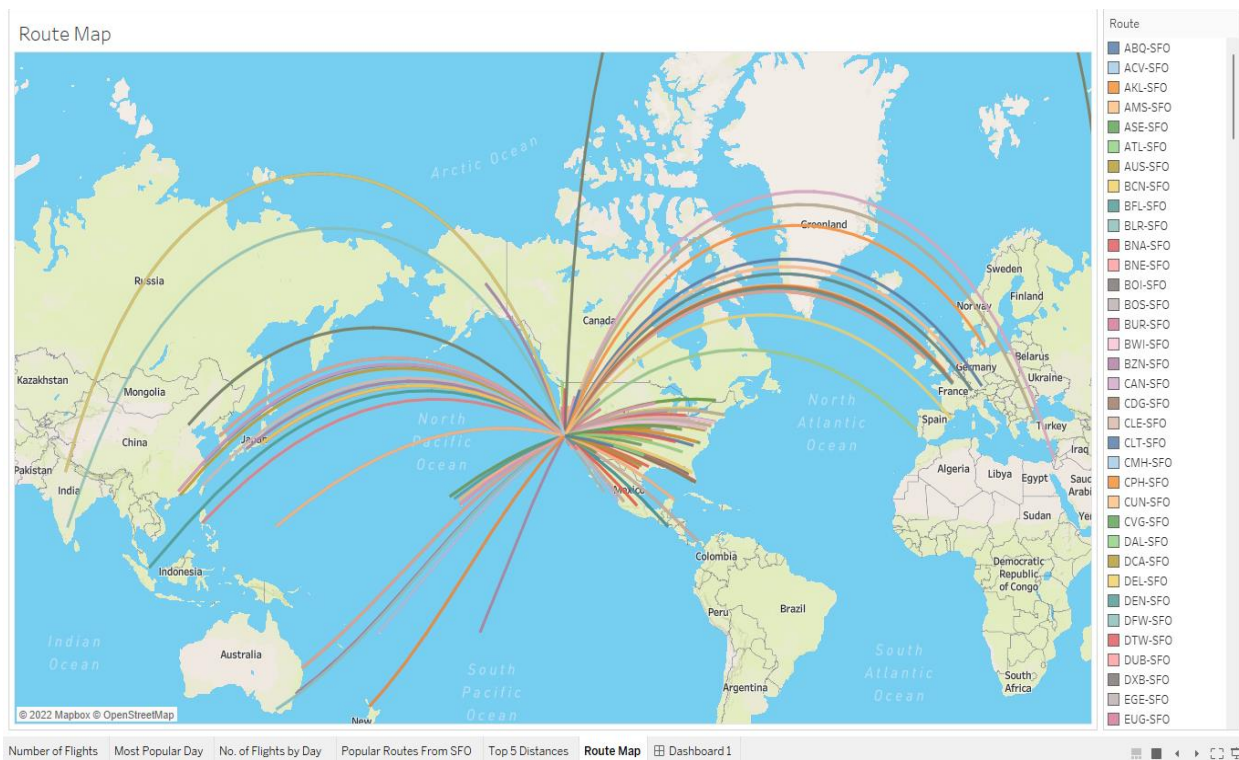 Route Map
Route
Arctic Ocean
Greenland
Russia
Sweden
Finland
Norway
Canada
Belarus
Germany
Ukraine
Kazakhstan
Mongolia
France
North
Pacific
Ocean
North
Atlantic
Ocean
Spain
Turkey
China
Japan
Iraq
Pakistan
Algeria
Libya
Egypt
Saudi
Arabi
India
Mexico
Sudan
Yer
Colombia
Indonesia
Democratic
Republic
of Congo
Peru
Brazil
Indian
Ocean
Australia
South
Pacific
Ocean
South
Atlantic
Ocean
South
Africa
Argentina
New
© 2022 Mapbox © OpenStreetMap
ABQ-SFO
ACV-SFO
AKL-SFO
AMS-SFO
ASE-SFO
ATL-SFO
AUS-SFO
BCN-SFO
BFL-SFO
BLR-SFO
BNA-SFO
BNE-SFO
BOI-SFO
BOS-SFO
BUR-SFO
BWI-SFO
BZN-SFO
CAN-SFO
CDG-SFO
CLE-SFO
CLT-SFO
CMH-SFO
CPH-SFO
CUN-SFO
CVG-SFO
DAL-SFO
DCA-SFO
DEL-SFO
DEN-SFO
DFW-SFO
DTW-SFO
DUB-SFO
DXB-SFO
EGE-SFO
EUG-SFO
Number of Flights
Most Popular Day
No. of Flights by Day
Popular Routes From SFO
Top 5 Distances
Route Map
Dashboard 1